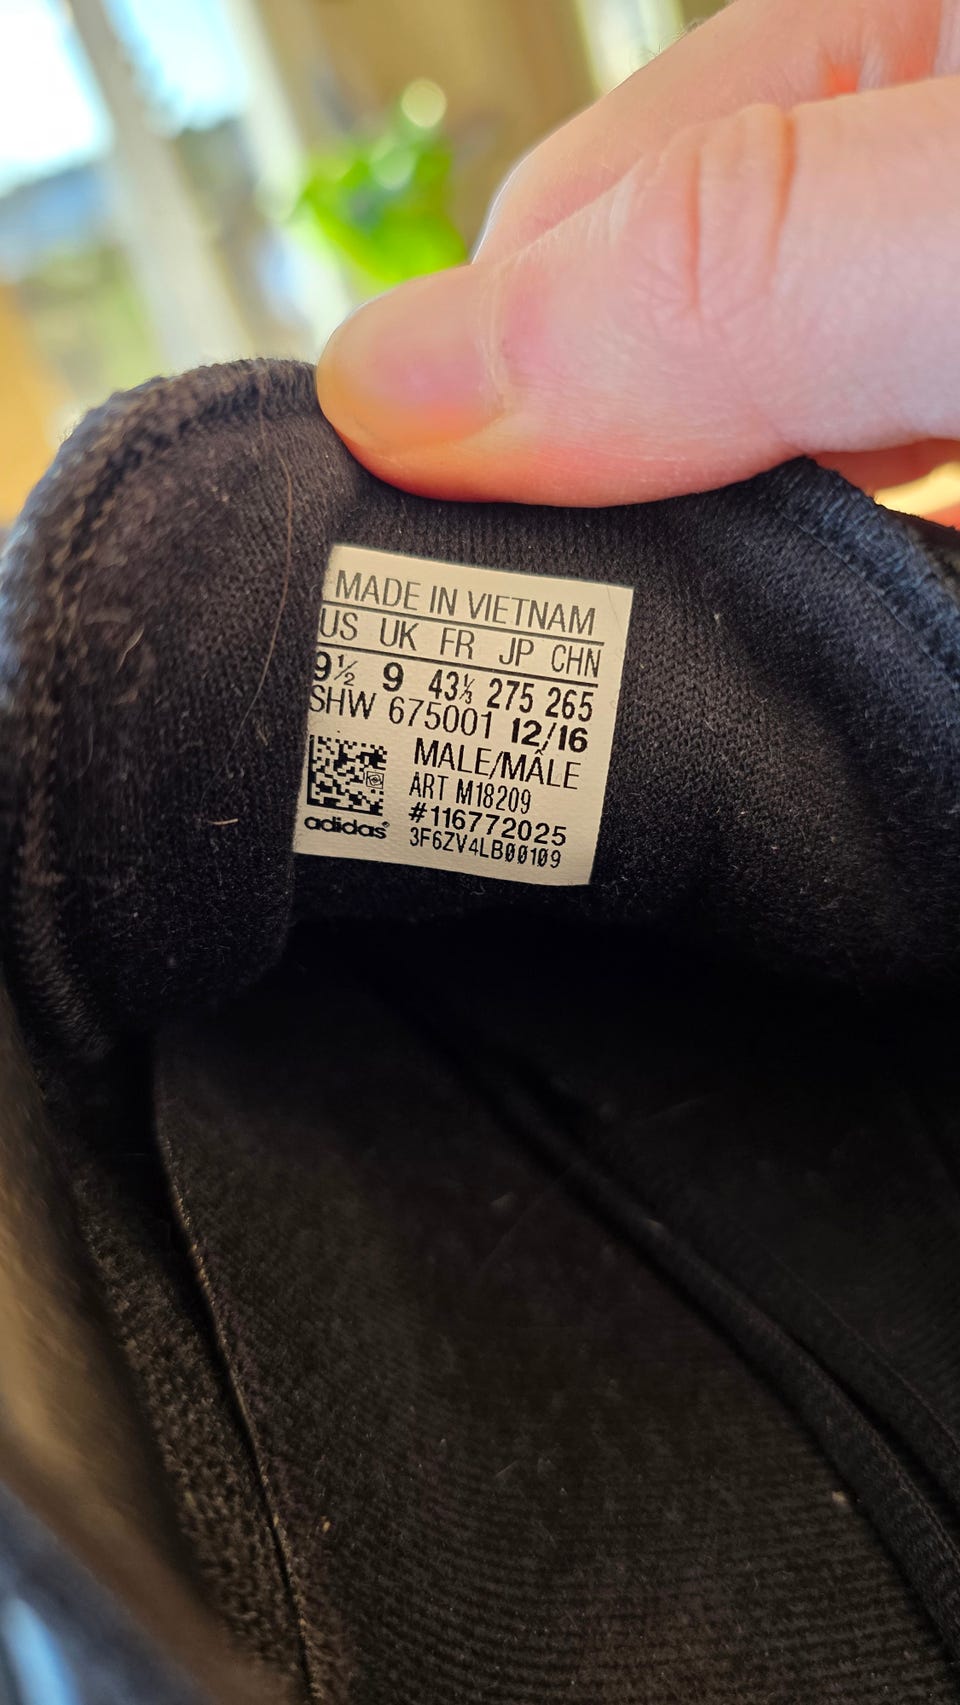 MADE IN VIETNAM
US UK FR JP CHN
9½ 9 43⅓ 275 265
SHW 675001 12/16
MALE/MÂLE
ART M18209
#116772025
3F6ZV4LB00109
adidas®